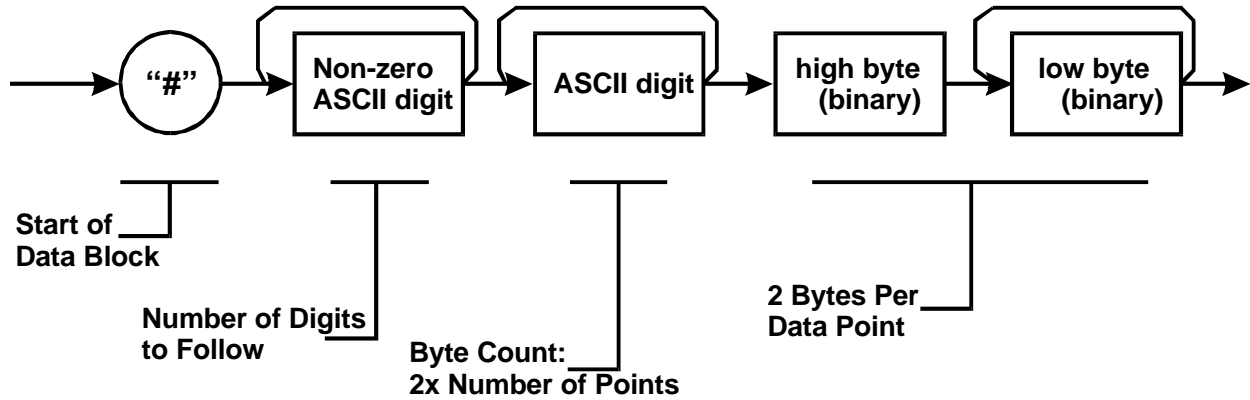 “#”
Non-zero
ASCII digit
ASCII digit
high byte
(binary)
low byte
(binary)
Start of
Data Block
Number of Digits
to Follow
Byte Count:
2x Number of Points
2 Bytes Per
Data Point